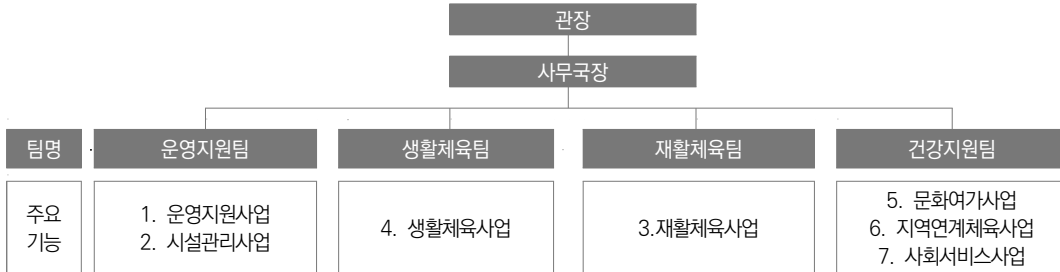 관장
사무국장
팀명 운영지원팀 생활체육팀 재활체육팀 건강지원팀
주요
기능
1. 운영지원사업
2. 시설관리사업
4. 생활체육사업
3.재활체육사업
5. 문화여가사업
6. 지역연계체육사업
7. 사회서비스사업